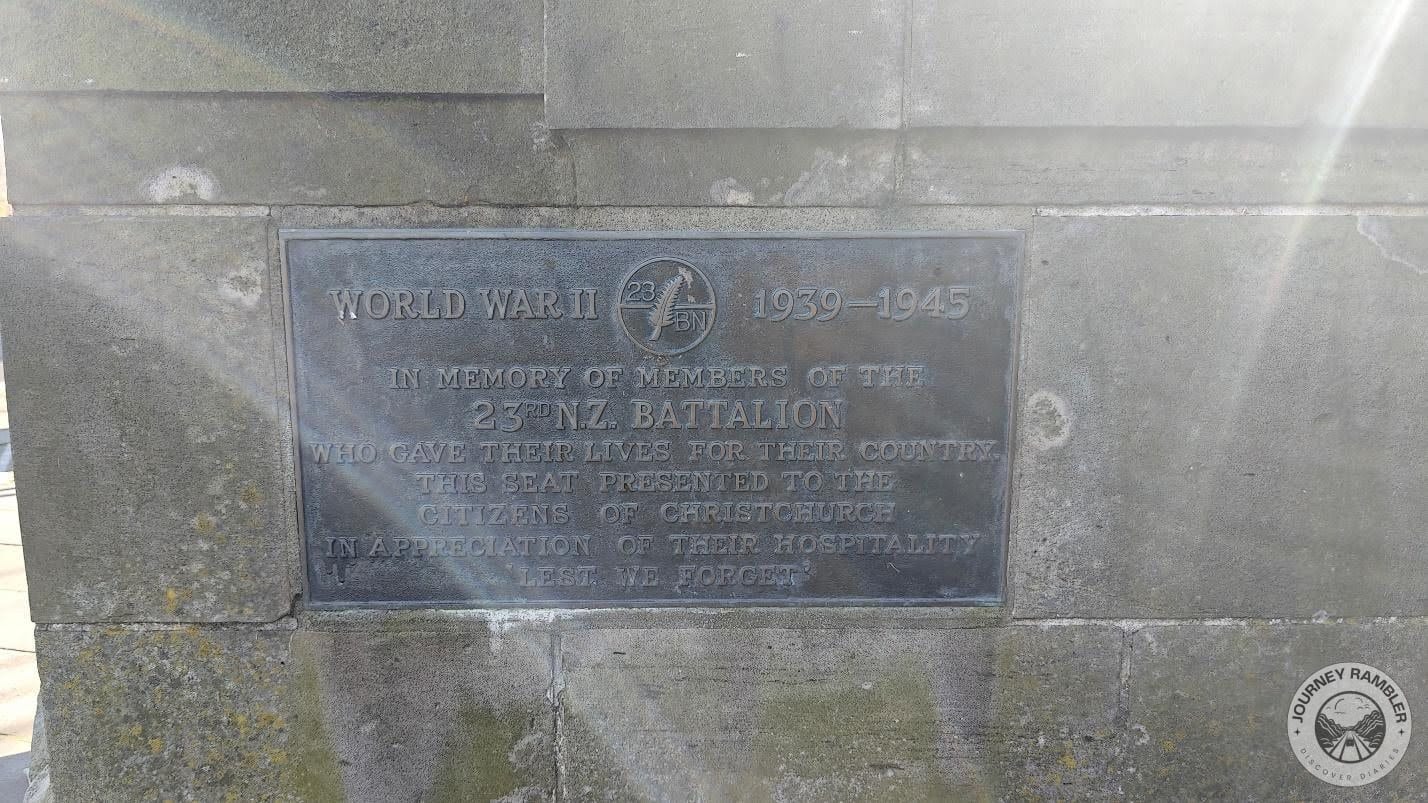 WORLD WAR II 23 BN 1939-1945
IN MEMORY OF MEMBERS OF THE
23RD N.Z. BATTALION
WHO GAVE THEIR LIVES FOR THEIR COUNTRY.
THIS SEAT PRESENTED TO THE
CITIZENS OF CHRISTCHURCH
IN APPRECIATION OF THEIR HOSPITALITY
'LEST WE FORGET'
JOURNEY RAMBLER
DISCOVER DIARIES